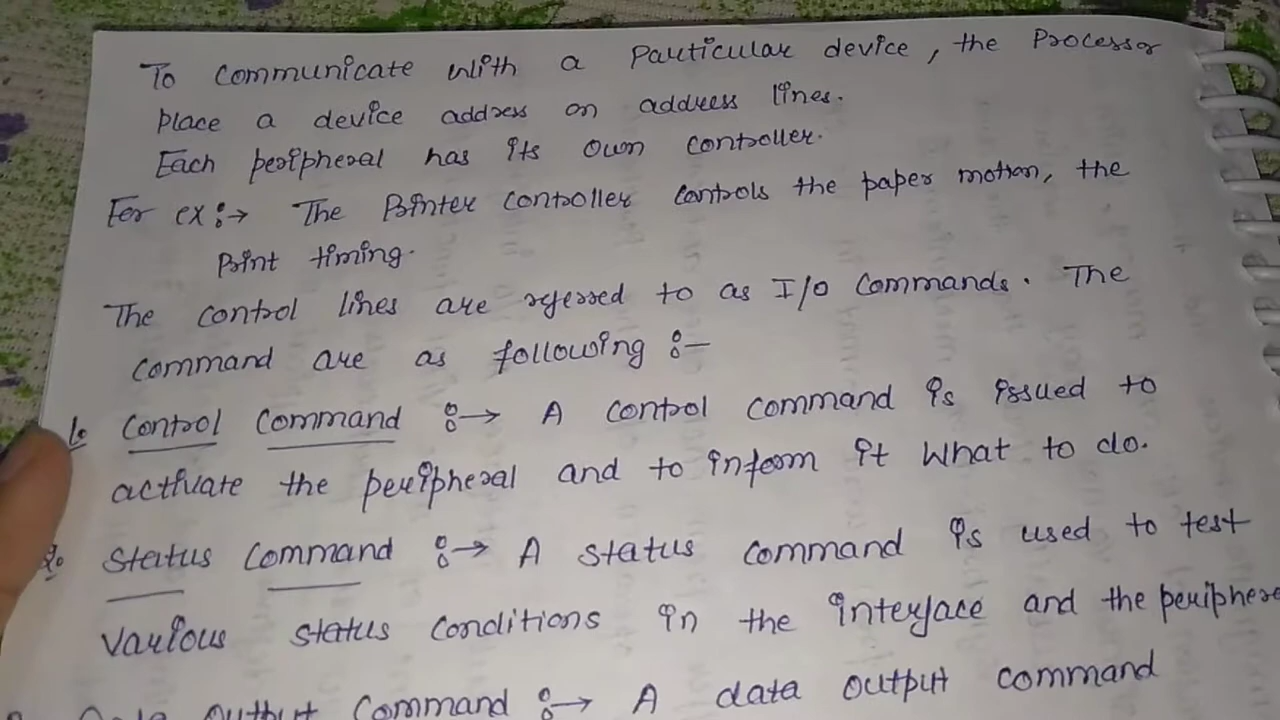 To communicate with a Particular device, the Processor
place a device address on address lines.
Each peripheral has its own controller.
For ex :→ The Printer controller controls the paper motion, the
Print timing.
The control lines are referred to as I/O Commands. The
command are as following :-
1. Control Command :→ A control command is issued to
activate the peripheral and to inform it what to do.
2. Status Command :→ A status command is used to test
various status conditions in the interface and the periphera
Data output Command :→ A data output command